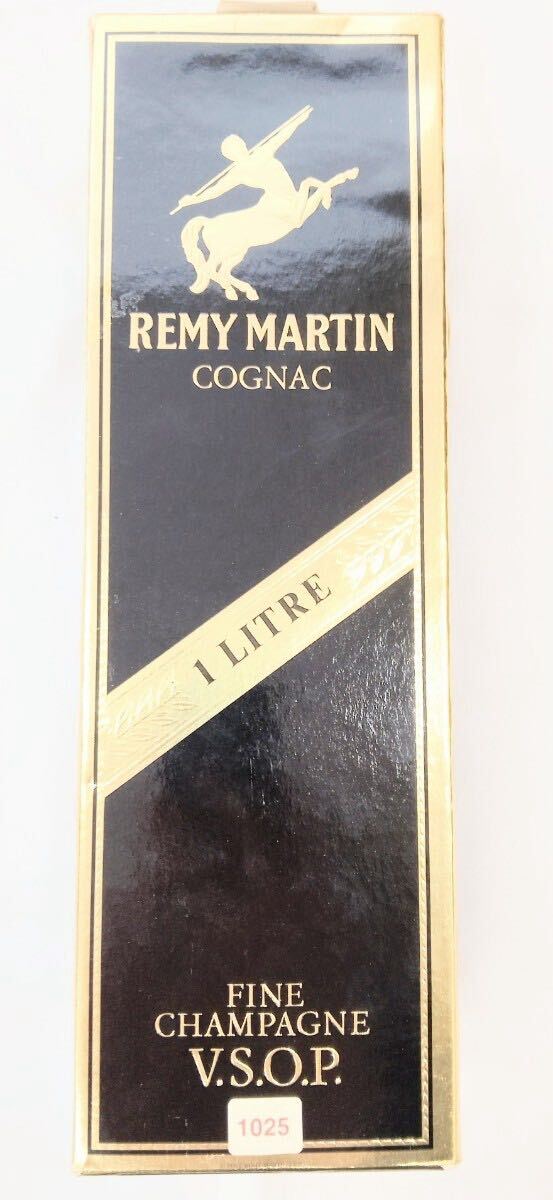 REMY MARTIN
COGNAC
1 LITRE
FINE
CHAMPAGNE
V.S.O.P.
1025